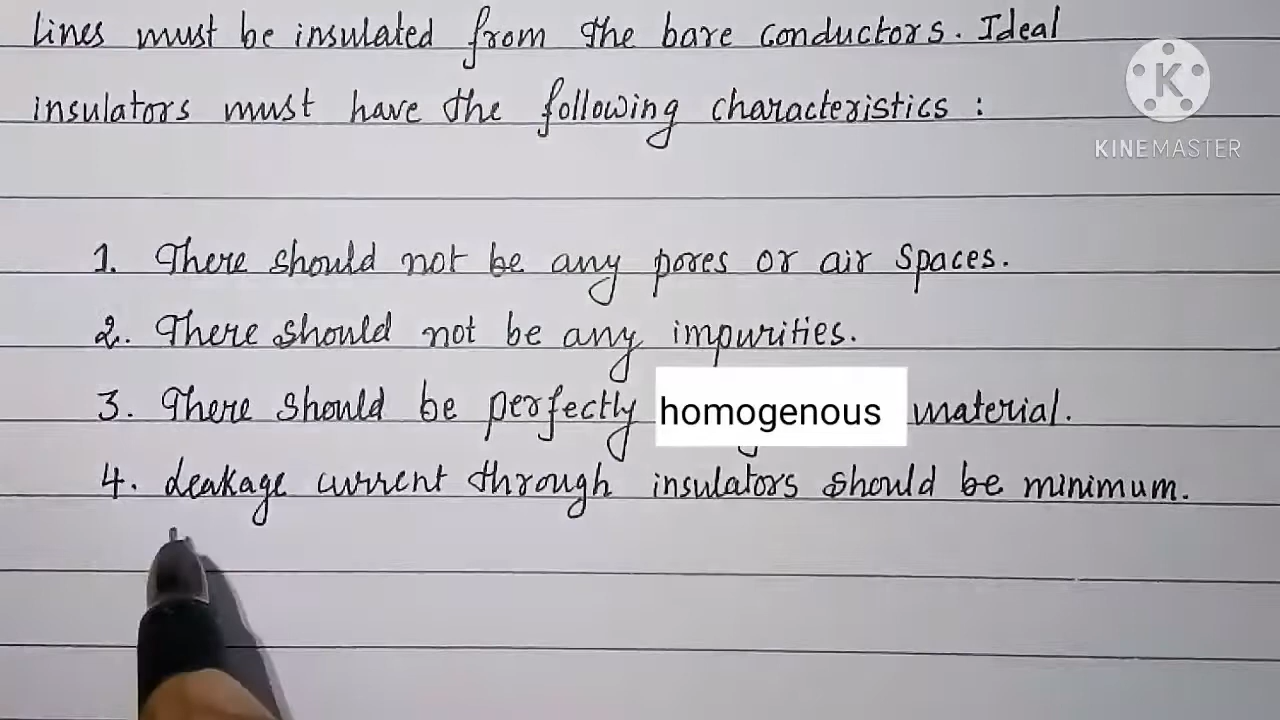 lines must be insulated from the bare conductors. Ideal
insulators must have the following characteristics :
K
KINEMASTER
1. There should not be any pores or air spaces.
2. There should not be any impurities.
3. There should be perfectly homogenous material.
4. Leakage current through insulators should be minimum.